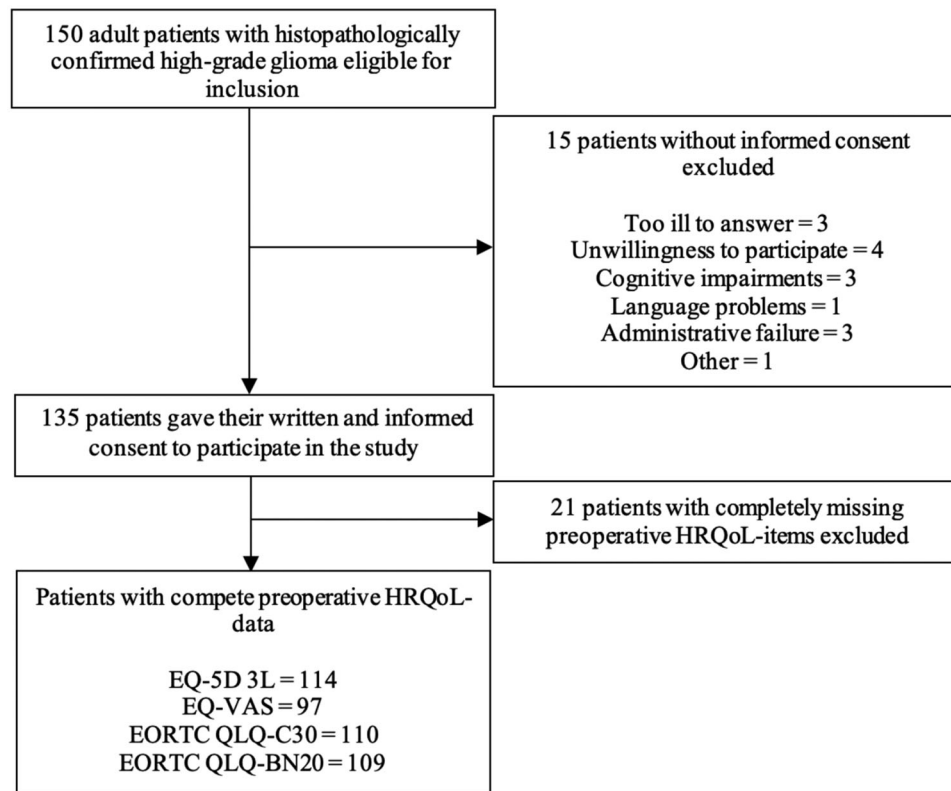 150 adult patients with histopathologically
confirmed high-grade glioma eligible for
inclusion
15 patients without informed consent
excluded
Too ill to answer = 3
Unwillingness to participate = 4
Cognitive impairments = 3
Language problems = 1
Administrative failure = 3
Other = 1
135 patients gave their written and informed
consent to participate in the study
21 patients with completely missing
preoperative HRQoL-items excluded
Patients with compete preoperative HRQoL-
data
EQ-5D 3L = 114
EQ-VAS = 97
EORTC QLQ-C30 = 110
EORTC QLQ-BN20 = 109